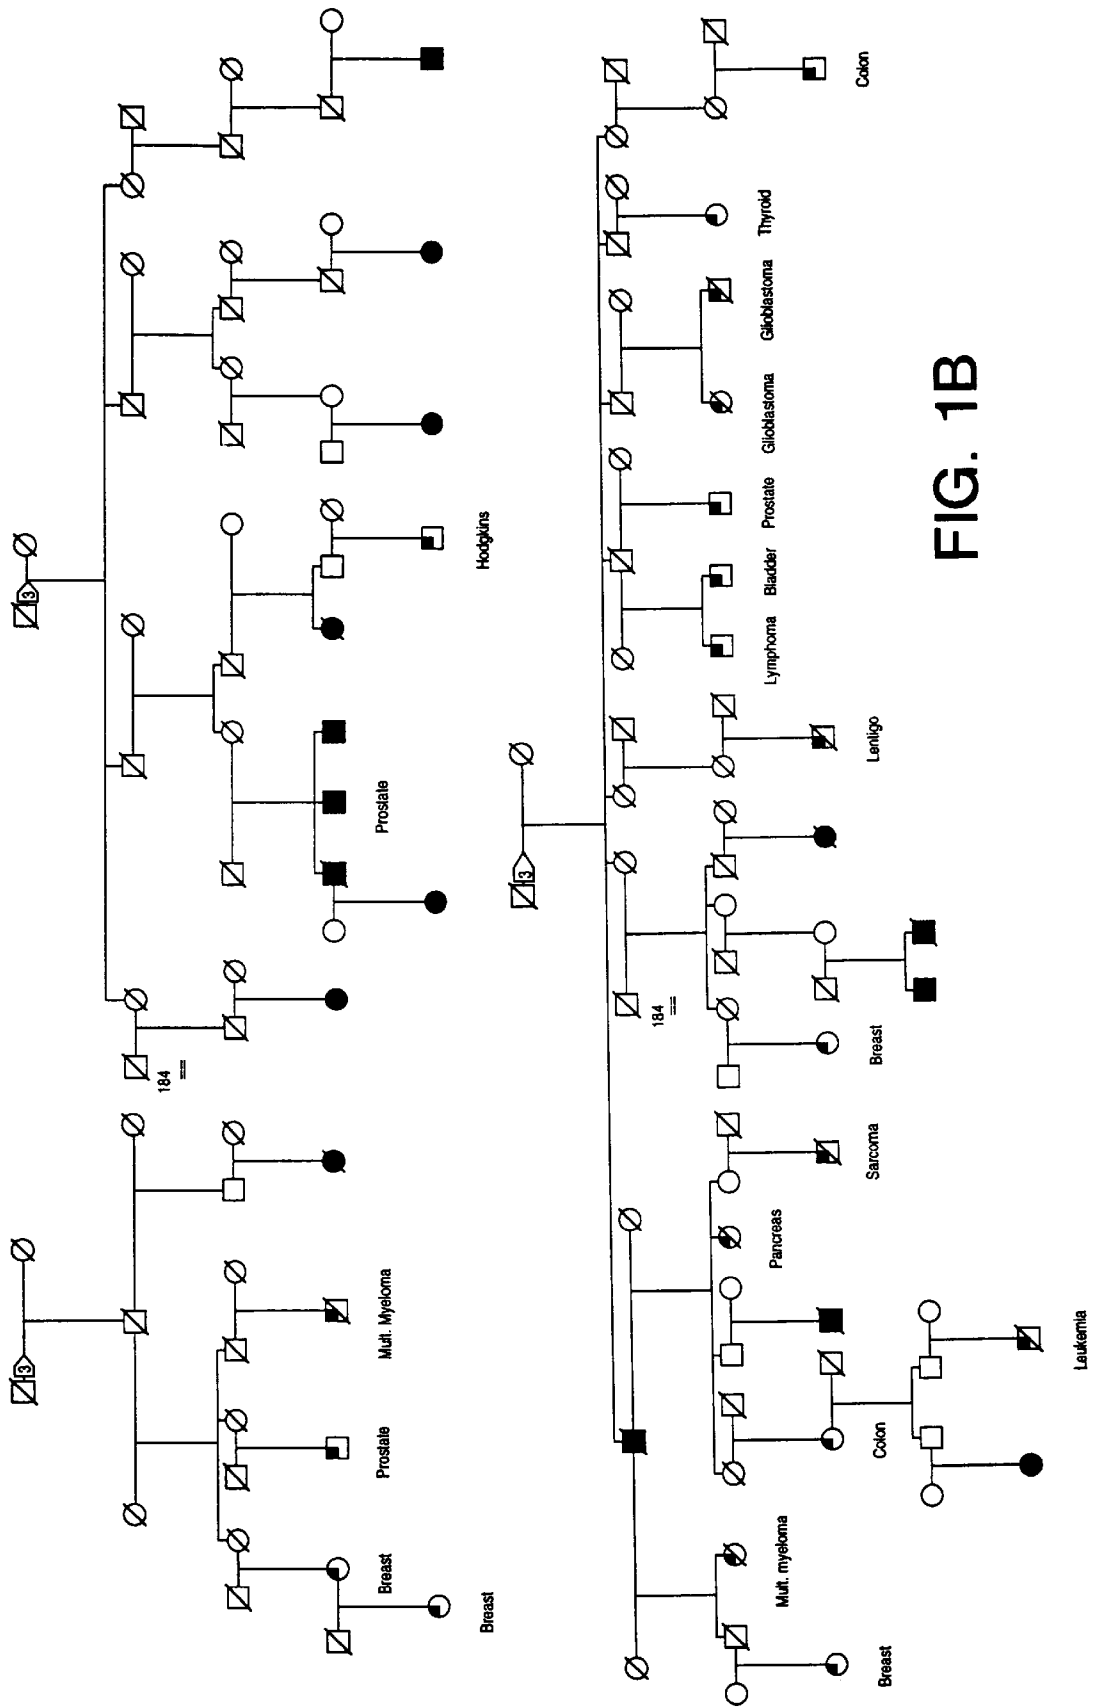 3
3
184
Hodgkins
Prostate
Mult. Myeloma
Prostate
Breast
Breast
3
184
Colon
Thyroid
Glioblastoma
Glioblastoma
Prostate
Bladder
Lymphoma
Lentigo
Breast
Sarcoma
Pancreas
Colon
Leukemia
Mult. myeloma
Breast
FIG. 1B